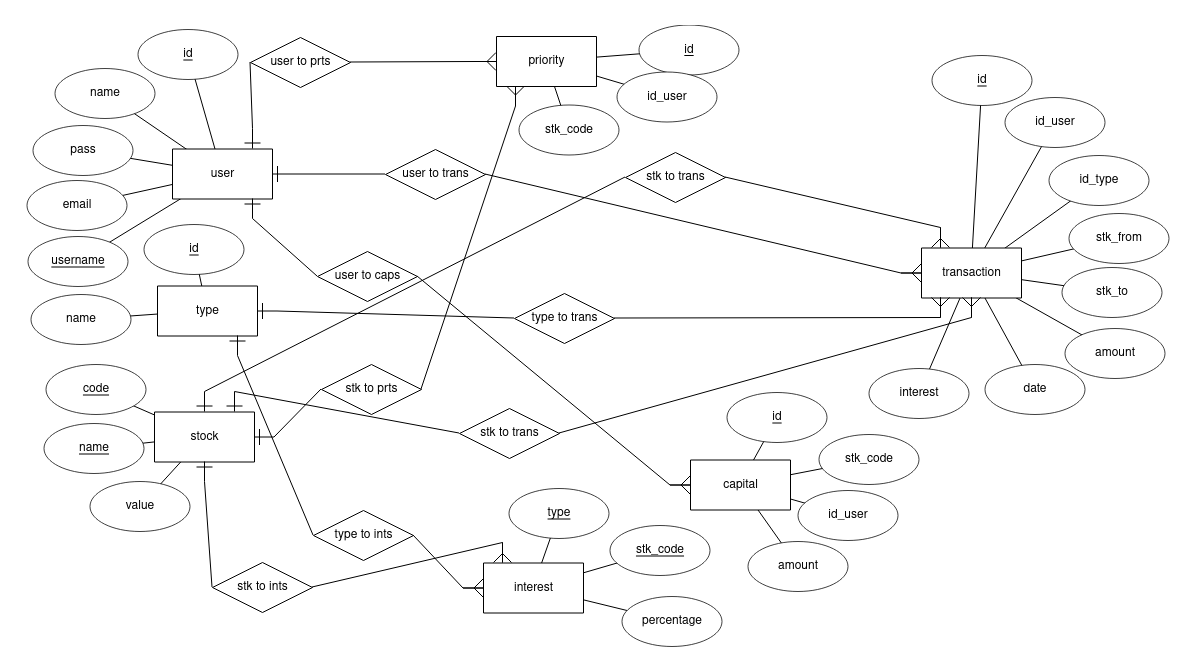 id
user to prts
priority
id
name
id_user
id
stk_code
id_user
pass
user
user to trans
stk to trans
id_type
email
stk_from
username
id
user to caps
transaction
stk_to
name
type
type to trans
amount
code
stk to prts
interest
date
stock
name
stk to trans
id
value
stk_code
capital
id_user
type
type to ints
stk_code
amount
stk to ints
interest
percentage